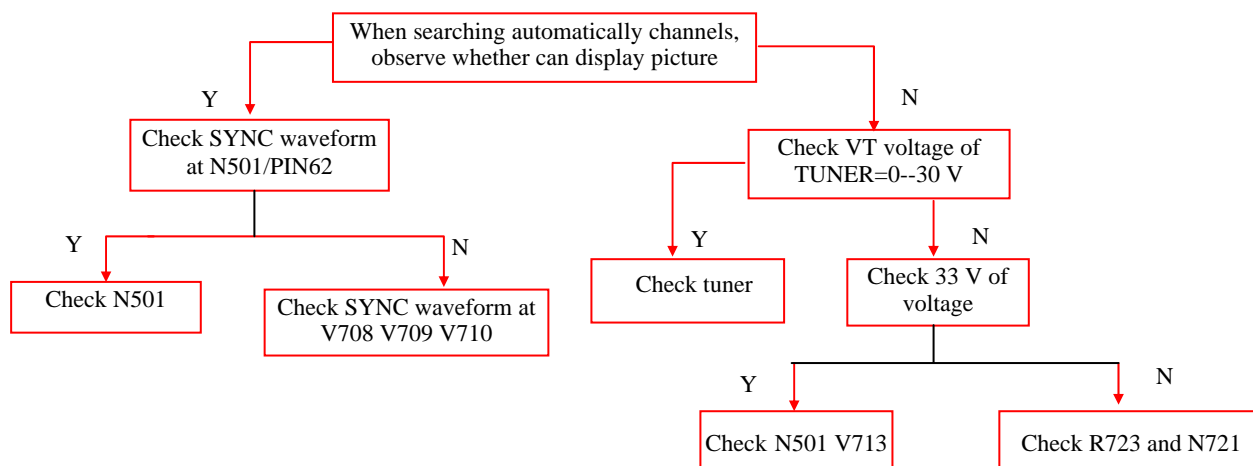 When searching automatically channels,
observe whether can display picture
Y
N
Check SYNC waveform
at N501/PIN62
Check VT voltage of
TUNER=0--30 V
Y
N
Y
N
Check N501
Check SYNC waveform at
V708 V709 V710
Check tuner
Check 33 V of
voltage
Y
N
Check N501 V713
Check R723 and N721